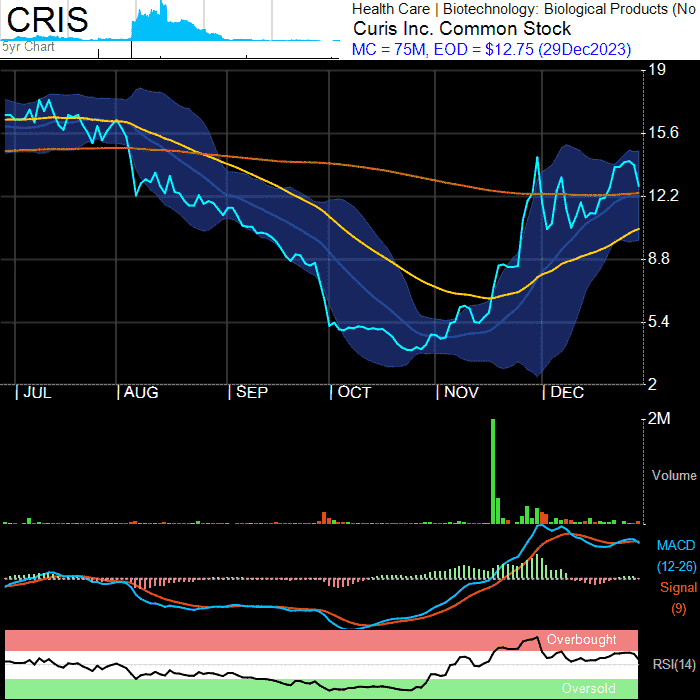 CRIS
5yr Chart
Health Care | Biotechnology: Biological Products (No
Curis Inc. Common Stock
MC = 75M, EOD = $12.75 (29Dec2023)
19
15.6
12.2
8.8
5.4
2
JUL AUG SEP OCT NOV DEC
2M
Volume
MACD
(12-26)
Signal
(9)
Overbought
RSI(14)
Oversold